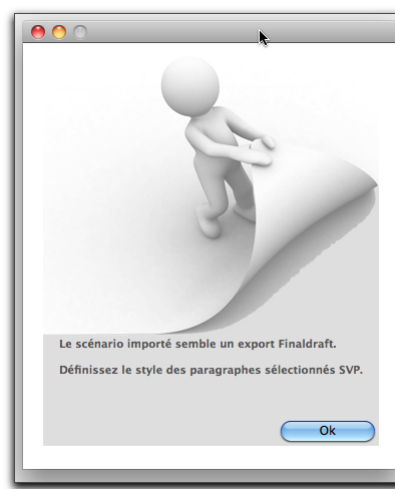 Le scénario importé semble un export Finaldraft.
Définissez le style des paragraphes sélectionnés SVP.
Ok